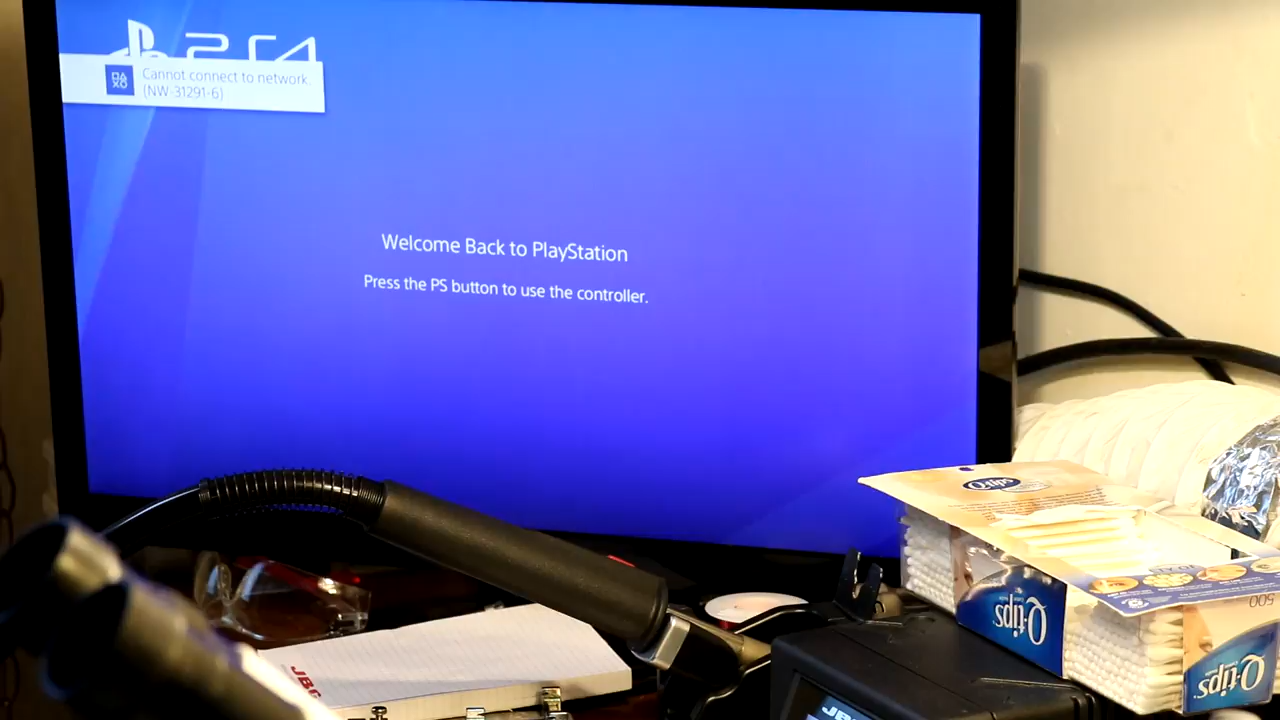 PS4
Cannot connect to network.
(NW-31291-6)
Welcome Back to PlayStation
Press the PS button to use the controller.
Q-tips
Q-tips
500
Q-tips
JBC
JBC